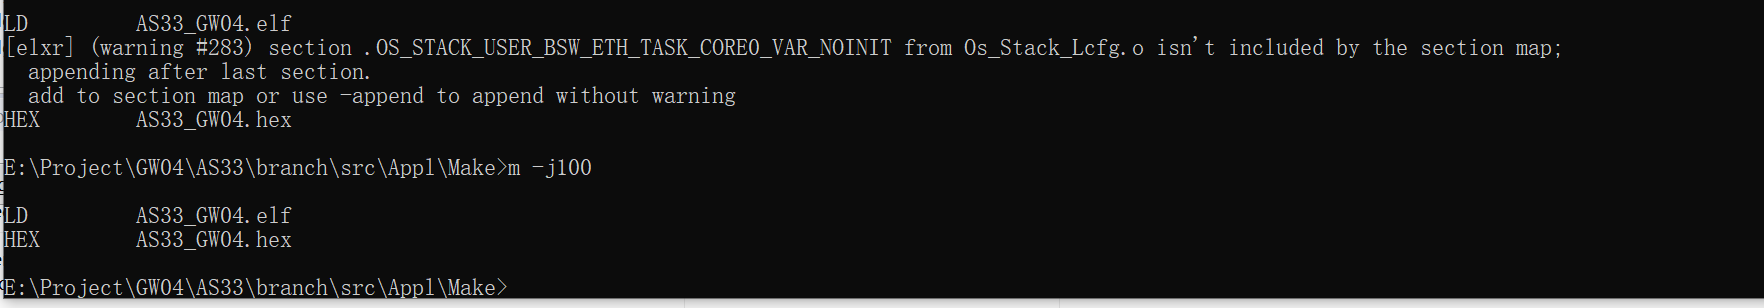 LD        AS33_GW04.elf
[elxr] (warning #283) section .OS_STACK_USER_BSW_ETH_TASK_CORE0_VAR_NOINIT from Os_Stack_Lcfg.o isn't included by the section map;
  appending after last section.
  add to section map or use -append to append without warning
HEX       AS33_GW04.hex
E:\Project\GW04\AS33\branch\src\Appl\Make>m -j100
LD        AS33_GW04.elf
HEX       AS33_GW04.hex
E:\Project\GW04\AS33\branch\src\Appl\Make>